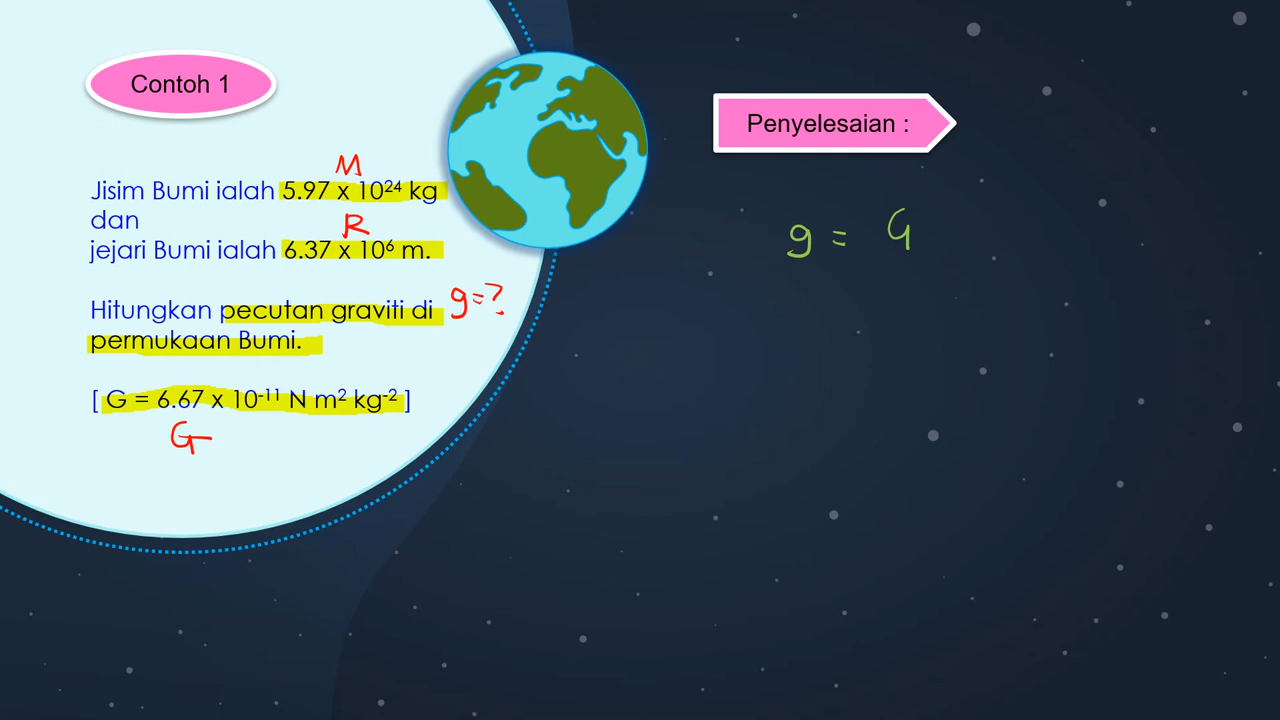 Contoh 1
M
Jisim Bumi ialah 5.97 x 10²⁴ kg
dan
R
jejari Bumi ialah 6.37 x 10⁶ m.
Hitungkan pecutan graviti di g=?
permukaan Bumi.
[ G = 6.67 x 10⁻¹¹ N m² kg⁻² ]
G
Penyelesaian :
g = G